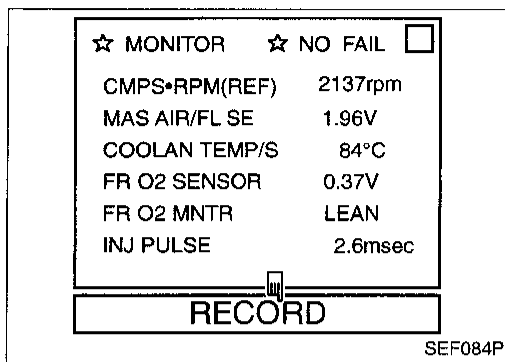 ☆ MONITOR ☆ NO FAIL
CMPS•RPM(REF) 2137rpm
MAS AIR/FL SE 1.96V
COOLAN TEMP/S 84°C
FR O2 SENSOR 0.37V
FR O2 MNTR LEAN
INJ PULSE 2.6msec
RECORD
SEF084P